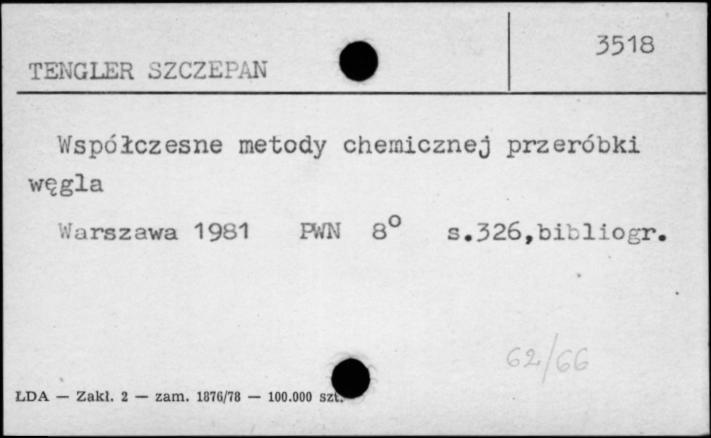 3518
TENGLER SZCZEPAN
Współczesne metody chemicznej przeróbki
węgla
Warszawa 1981 PWN 8° s.326,bibliogr.
62/66
ŁDA — Zakł. 2 — zam. 1876/78 — 100.000 szt.